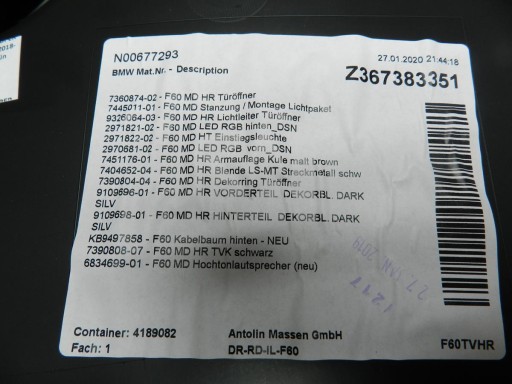 2018-
N00677293
27.01.2020 21:44:18
BMW Mat.Nr. - Description
Z367383351
7360874-02 - F60 MD HR Türöffner
7445011-01 - F60 MD Stanzung / Montage Lichtpaket
9326064-03 - F60 MD HR Lichtleiter Türöffner
2971821-02 - F60 MD LED RGB hinten_DSN
2971822-02 - F60 MD HT Einstiegsleuchte
2970681-02 - F60 MD LED RGB vorn_DSN
7451176-01 - F60 MD HR Armauflage Kufe malt brown
7404652-04 - F60 MD HR Blende LS-MT Streckmetall schw
7390804-04 - F60 MD HR Dekorring Türöffner
9109696-01 - F60 MD HR VORDERTEIL DEKORBL. DARK
SILV
9109698-01 - F60 MD HR HINTERTEIL DEKORBL. DARK
SILV
KB9497858 - F60 Kabelbaum hinten - NEU
7390808-07 - F60 MD HR TVK schwarz
6834699-01 - F60 MD Hochtonlautsprecher (neu)
1217
Container: 4189082
Antolin Massen GmbH
F60TVHR
Fach: 1
DR-RD-IL-F60